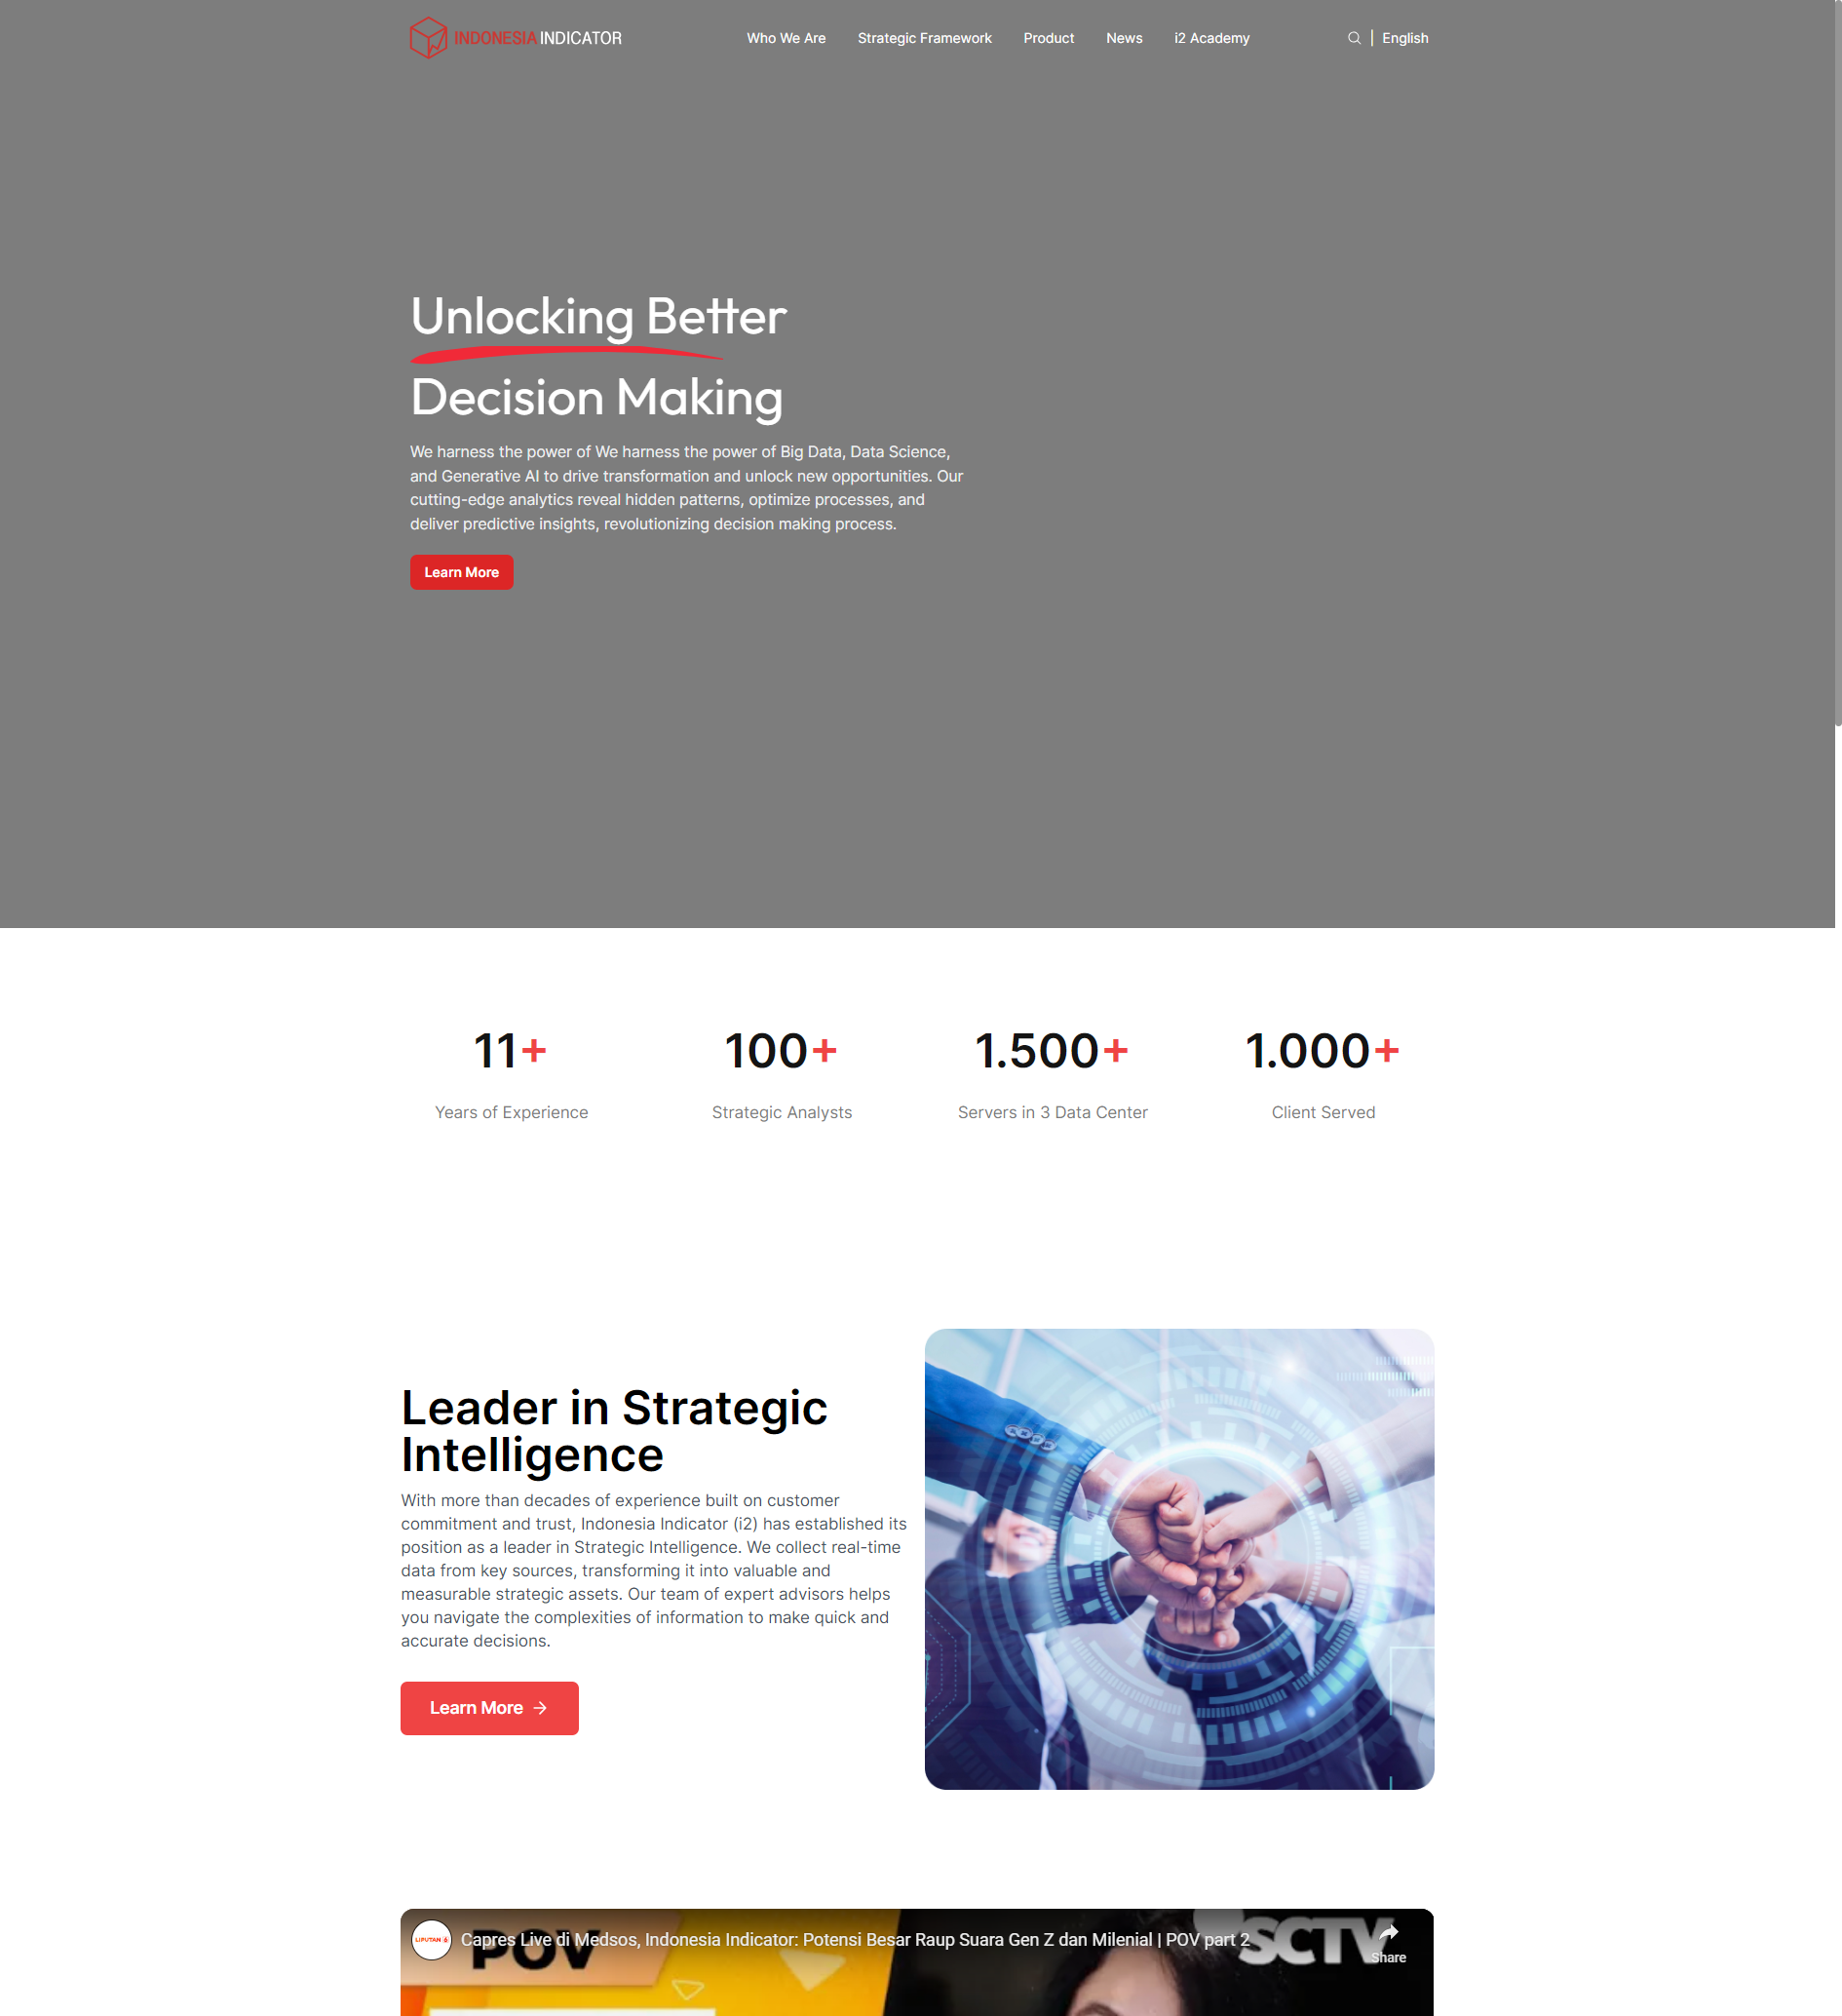 INDONESIA INDICATOR
Who We Are
Strategic Framework
Product
News
i2 Academy
English
Unlocking Better
Decision Making
We harness the power of We harness the power of Big Data, Data Science,
and Generative AI to drive transformation and unlock new opportunities. Our
cutting-edge analytics reveal hidden patterns, optimize processes, and
deliver predictive insights, revolutionizing decision making process.
Learn More
11+
Years of Experience
100+
Strategic Analysts
1.500+
Servers in 3 Data Center
1.000+
Client Served
Leader in Strategic
Intelligence
With more than decades of experience built on customer
commitment and trust, Indonesia Indicator (i2) has established its
position as a leader in Strategic Intelligence. We collect real-time
data from key sources, transforming it into valuable and
measurable strategic assets. Our team of expert advisors helps
you navigate the complexities of information to make quick and
accurate decisions.
Learn More
LIPUTAN 6
Capres Live di Medsos, Indonesia Indicator: Potensi Besar Raup Suara Gen Z dan Milenial | POV part 2
POV
SCTV
Share